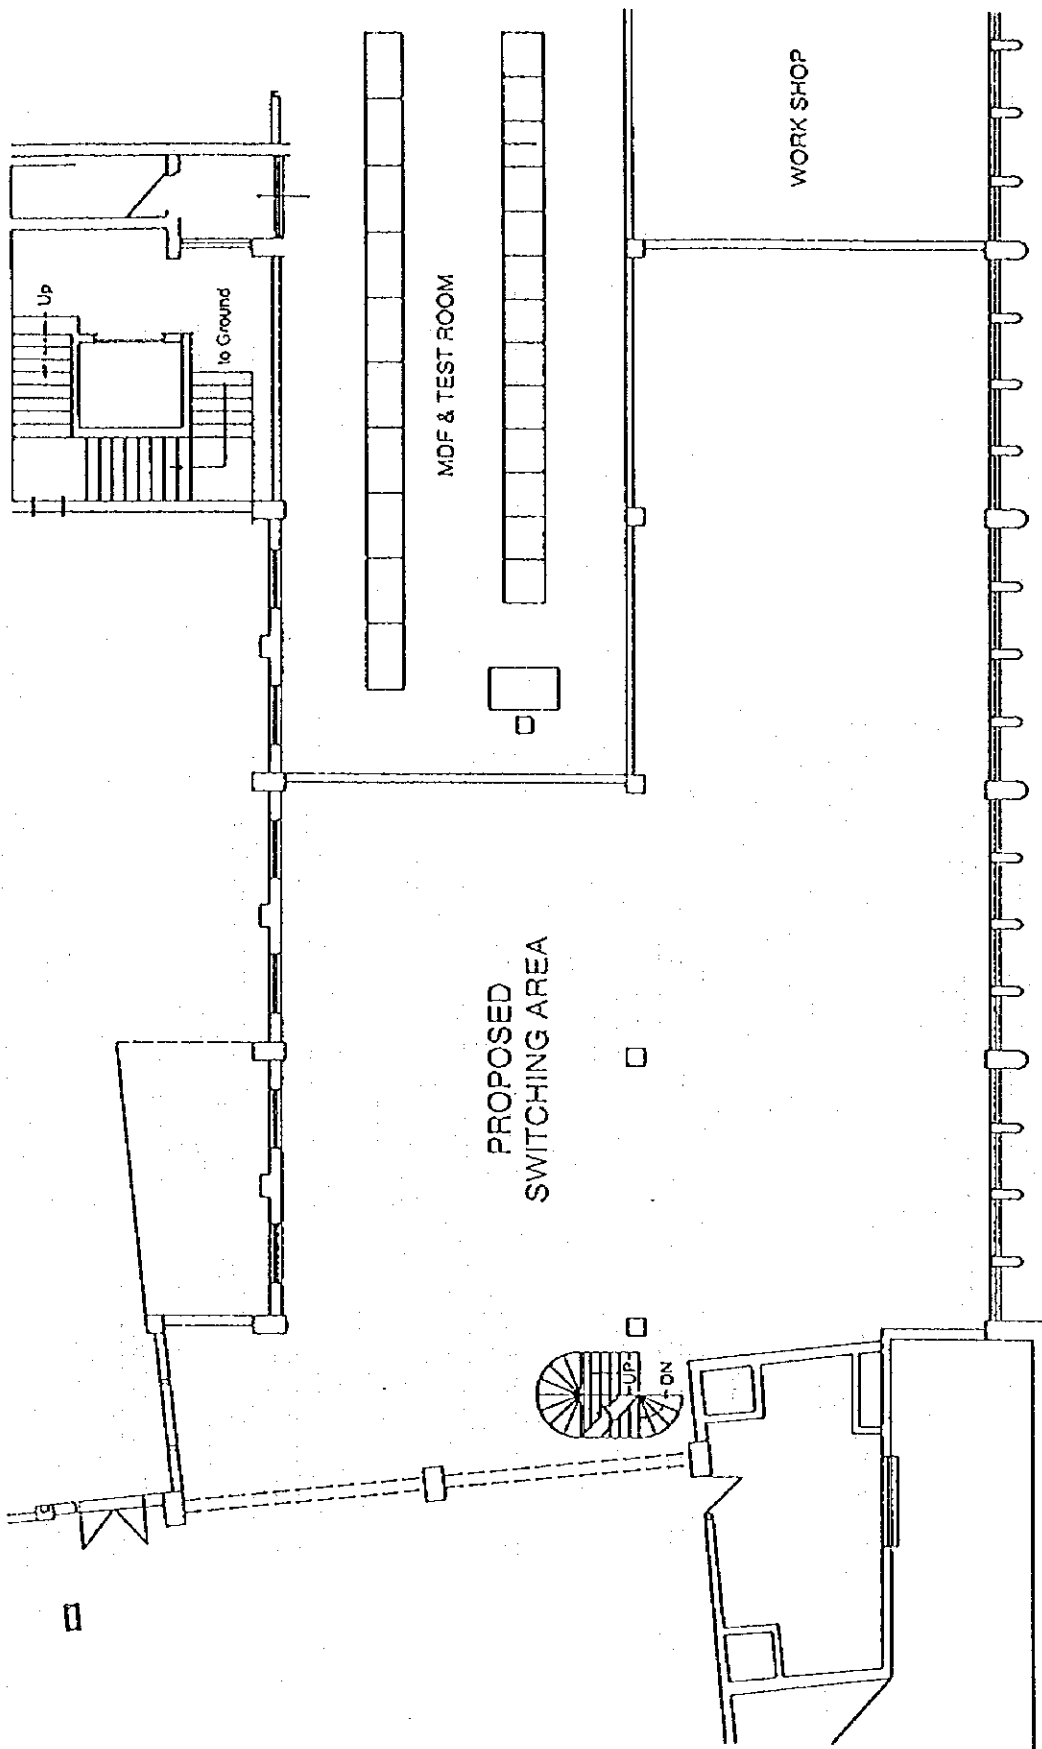 Up
to Ground
MDF & TEST ROOM
WORK SHOP
PROPOSED
SWITCHING AREA
UP
DN